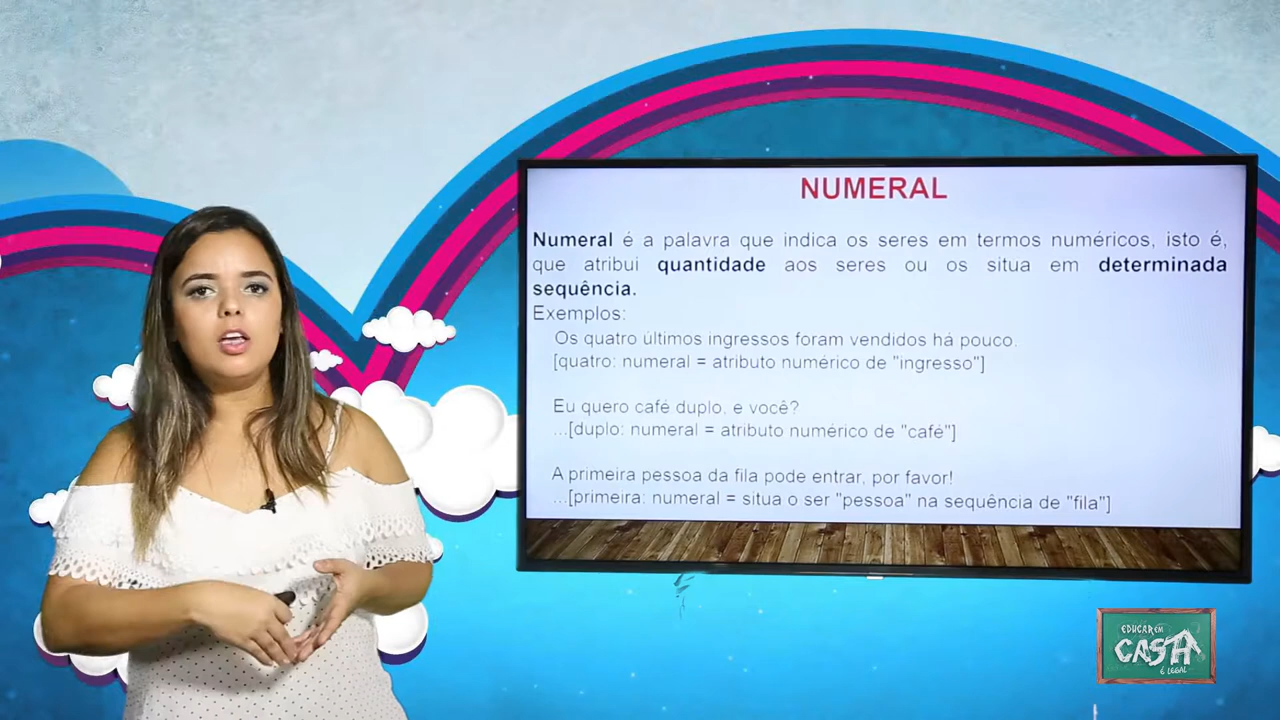 NUMERAL
Numeral é a palavra que indica os seres em termos numéricos, isto é,
que atribui quantidade aos seres ou os situa em determinada
sequência.
Exemplos:
Os quatro últimos ingressos foram vendidos há pouco.
[quatro: numeral = atributo numérico de "ingresso"]
Eu quero café duplo, e você?
...[duplo: numeral = atributo numérico de "café"]
A primeira pessoa da fila pode entrar, por favor!
...[primeira: numeral = situa o ser "pessoa" na sequência de "fila"]
EDUCAR EM
CASA
É LEGAL